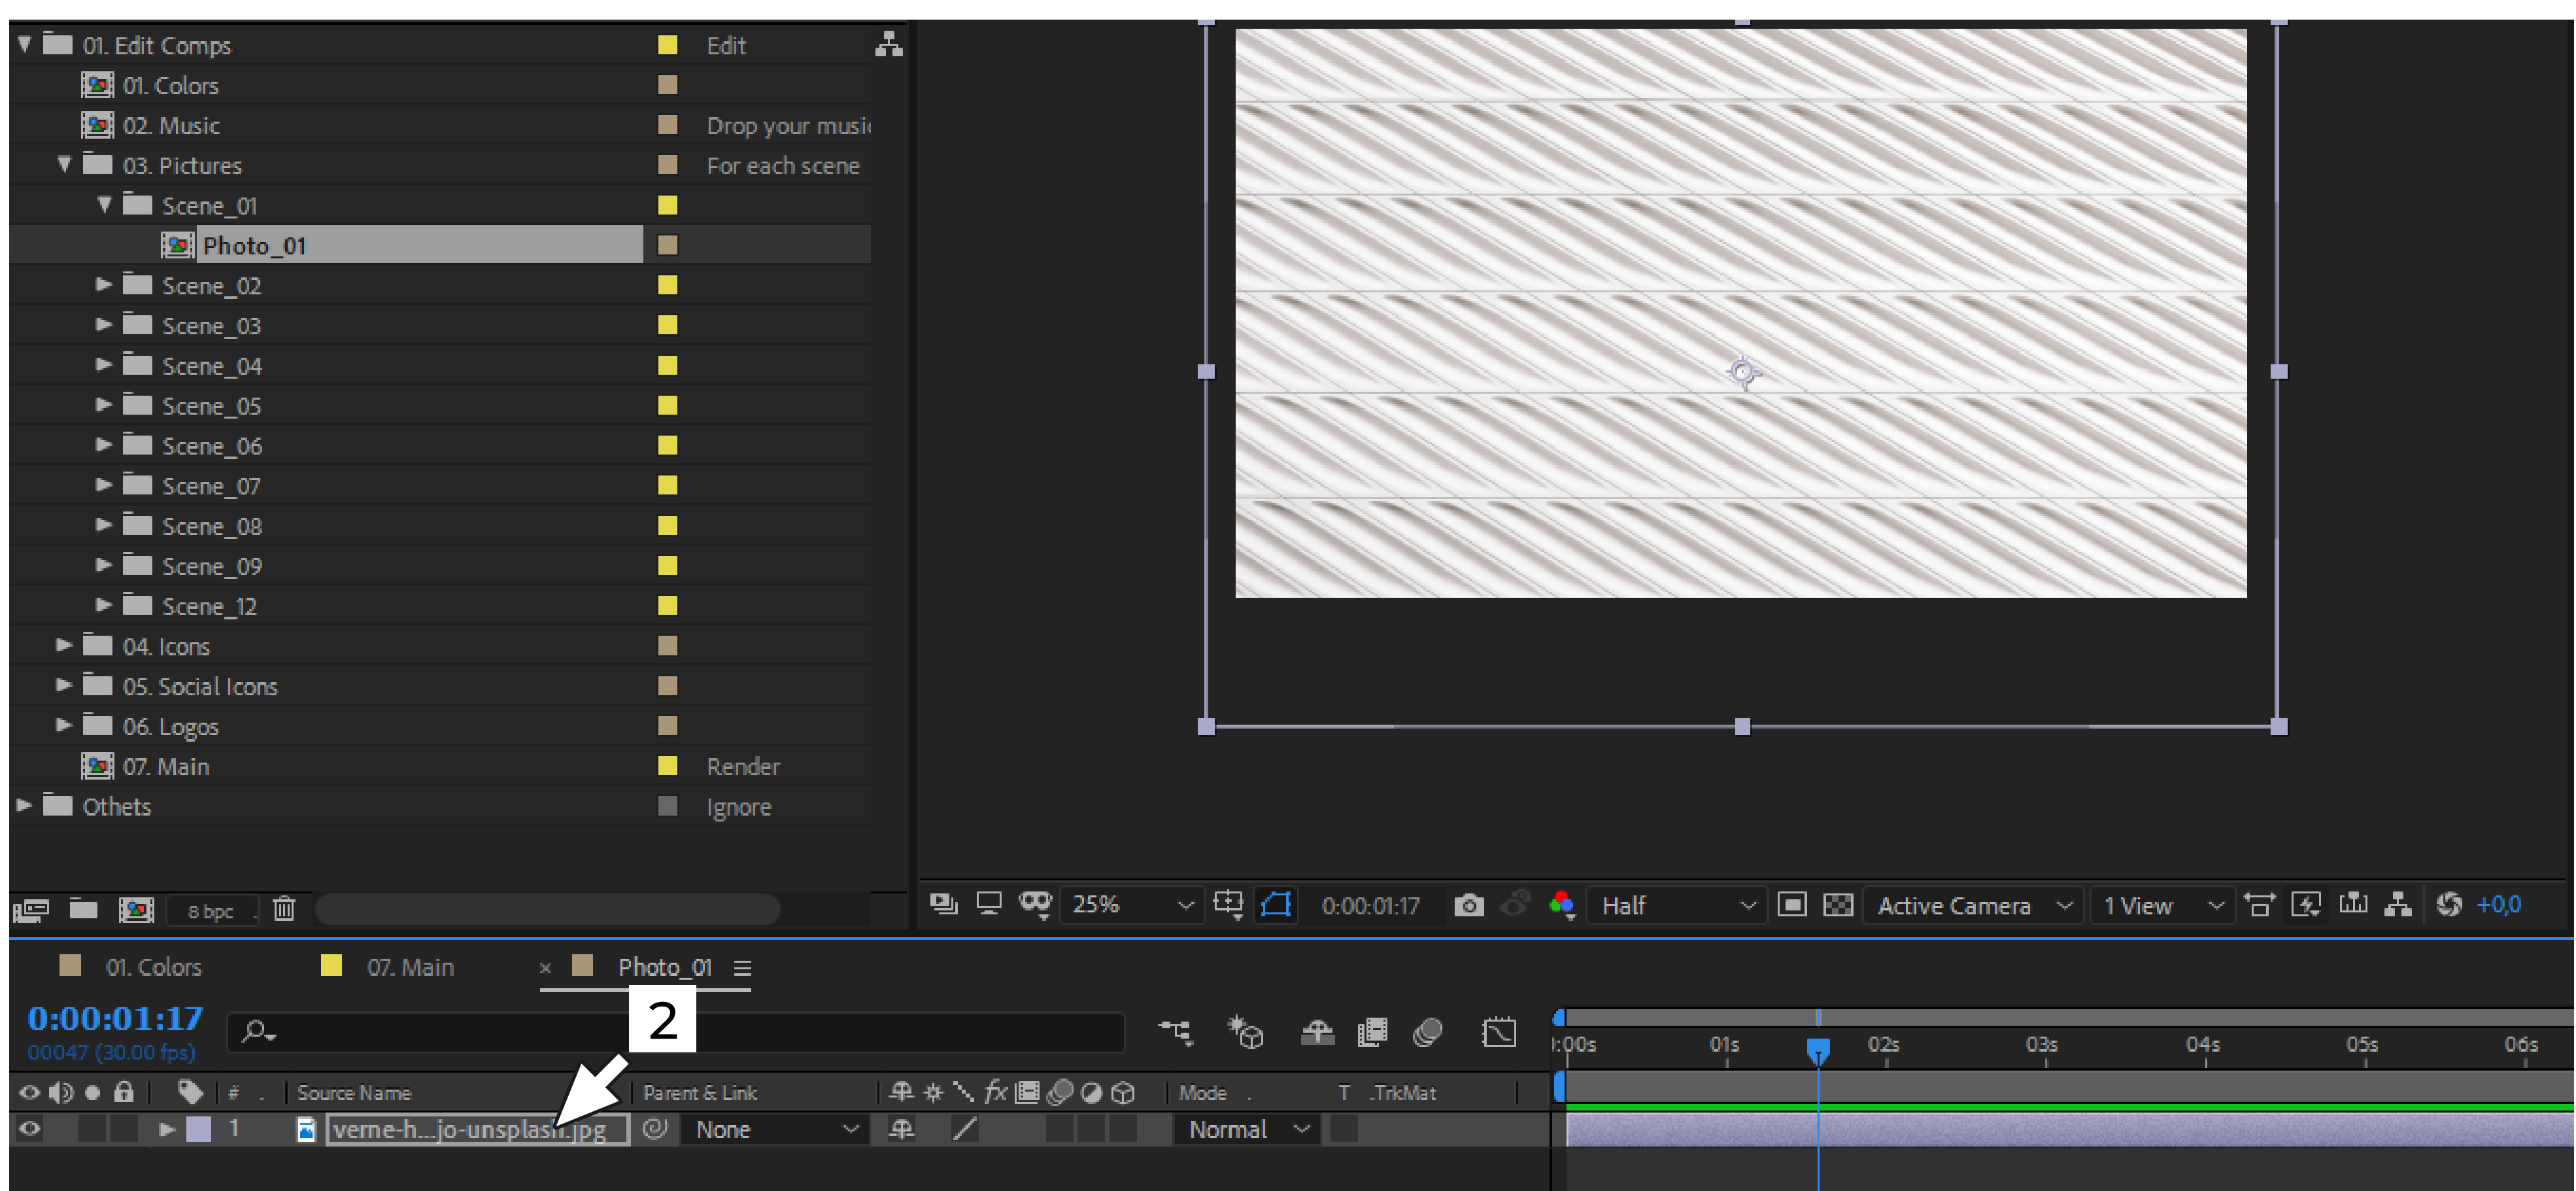 01. Edit Comps Edit
01. Colors
02. Music Drop your music
03. Pictures For each scene
Scene_01
Photo_01
Scene_02
Scene_03
Scene_04
Scene_05
Scene_06
Scene_07
Scene_08
Scene_09
Scene_12
04. Icons
05. Social Icons
06. Logos
07. Main Render
Othets Ignore
8 bpc
25% 0:00:01:17 Half Active Camera 1 View +0,0
01. Colors 07. Main × Photo_01
2
0:00:01:17
00047 (30.00 fps)
:00s 01s 02s 03s 04s 05s 06s
# Source Name Parent & Link fx Mode T .TrkMat
1 verne-h...jo-unsplash.jpg None Normal